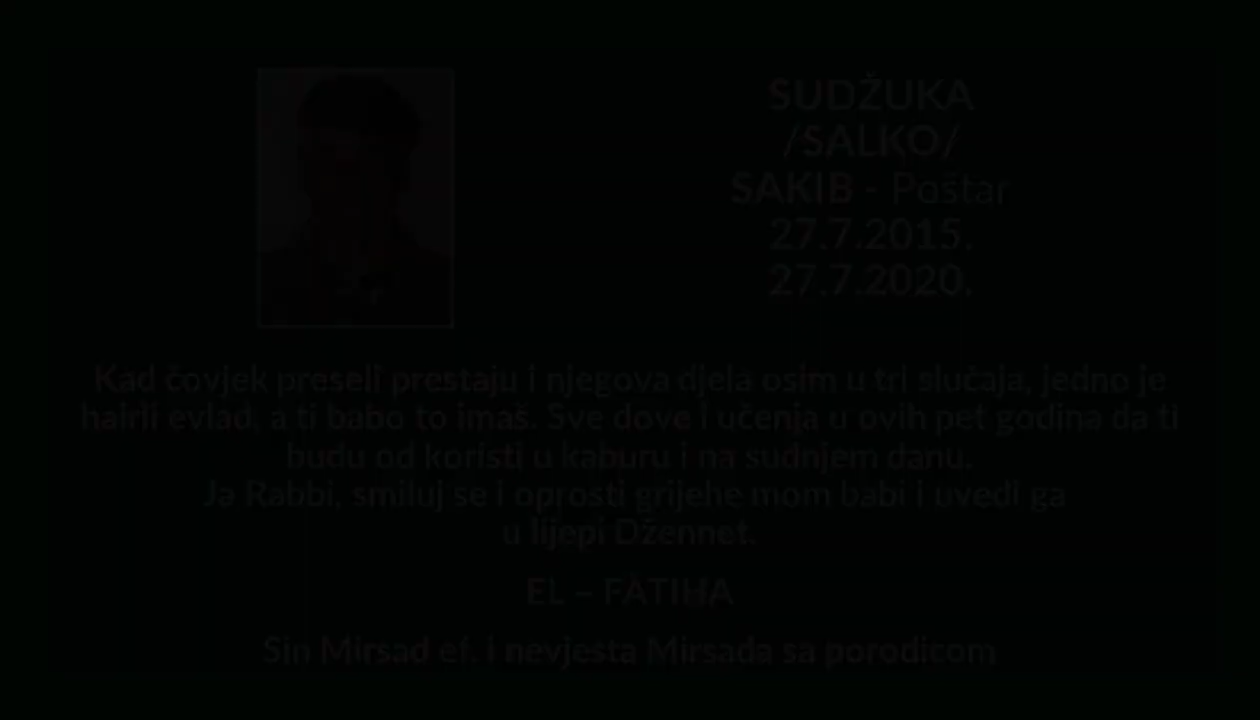 SUDŽUKA
/SALKO/
SAKIB - Poštar
27.7.2015.
27.7.2020.
Kad čovjek preseli prestaju i njegova djela osim u tri slučaja, jedno je
hairli evlad, a ti babo to imaš. Sve dove i učenja u ovih pet godina da ti
budu od koristi u kaburu i na sudnjem danu.
Ja Rabbi, smiluj se i oprosti grijehe mom babi i uvedi ga
u lijepi Džennet.
EL – FATIHA
Sin Mirsad ef. i nevjesta Mirsada sa porodicom